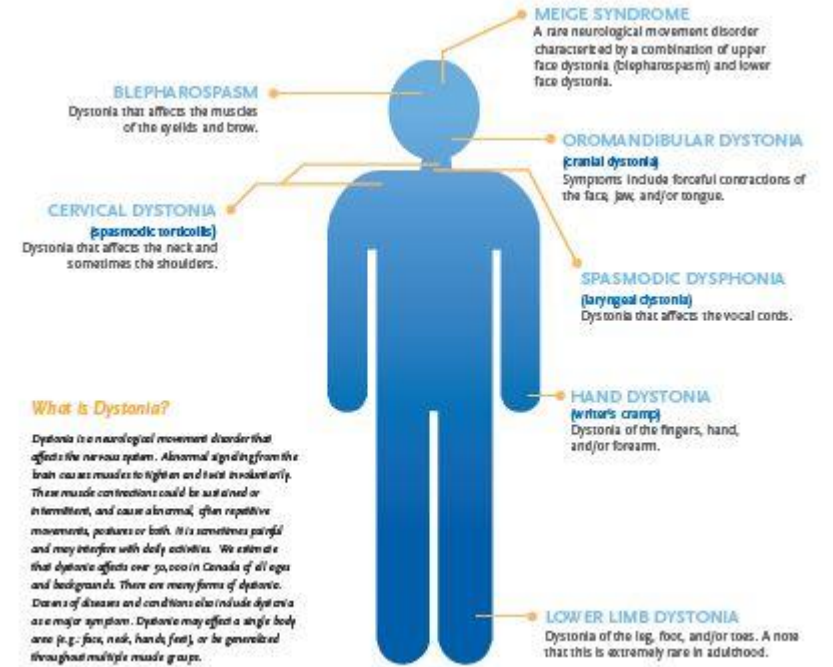 MEIGE SYNDROME
A rare neurological movement disorder
characterized by a combination of upper
face dystonia (blepharospasm) and lower
face dystonia.
BLEPHAROSPASM
Dystonia that affects the muscles
of the eyelids and brow.
OROMANDIBULAR DYSTONIA
(cranial dystonia)
Symptoms include forceful contractions of
the face, jaw, and/or tongue.
CERVICAL DYSTONIA
(spasmodic torticollis)
Dystonia that affects the neck and
sometimes the shoulders.
SPASMODIC DYSPHONIA
(laryngeal dystonia)
Dystonia that affects the vocal cords.
HAND DYSTONIA
(writer's cramp)
Dystonia of the fingers, hand,
and/or forearm.
What is Dystonia?
Dystonia is a neurological movement disorder that
affects the nervous system. Abnormal signaling from the
brain causes muscles to tighten and twist involuntarily.
These muscle contractions could be sustained or
intermittent, and cause abnormal, often repetitive
movements, postures or both. It is sometimes painful
and may interfere with daily activities. We estimate
that dystonia affects over 50,000 in Canada of all ages
and backgrounds. There are many forms of dystonia.
Dozens of diseases and conditions also include dystonia
as a major symptom. Dystonia may affect a single body
area (e.g.: face, neck, hands, feet), or be generalized
throughout multiple muscle groups.
LOWER LIMB DYSTONIA
Dystonia of the leg, foot, and/or toes. A note
that this is extremely rare in adulthood.